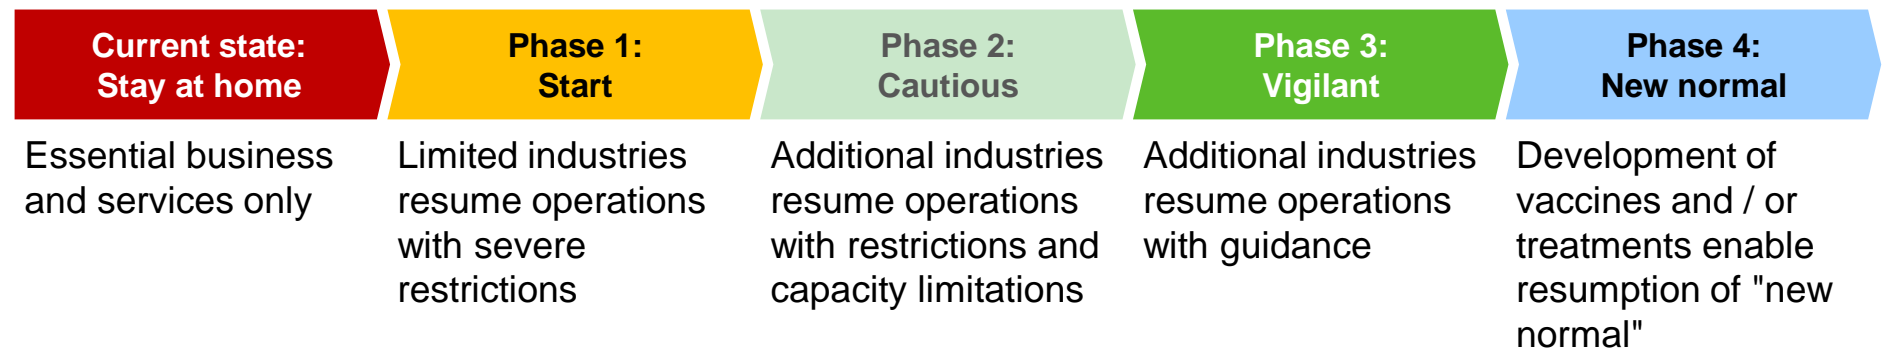 Current state:
Stay at home
Essential business
and services only
Phase 1:
Start
Limited industries
resume operations
with severe
restrictions
Phase 2:
Cautious
Additional industries
resume operations
with restrictions and
capacity limitations
Phase 3:
Vigilant
Additional industries
resume operations
with guidance
Phase 4:
New normal
Development of
vaccines and / or
treatments enable
resumption of "new
normal"